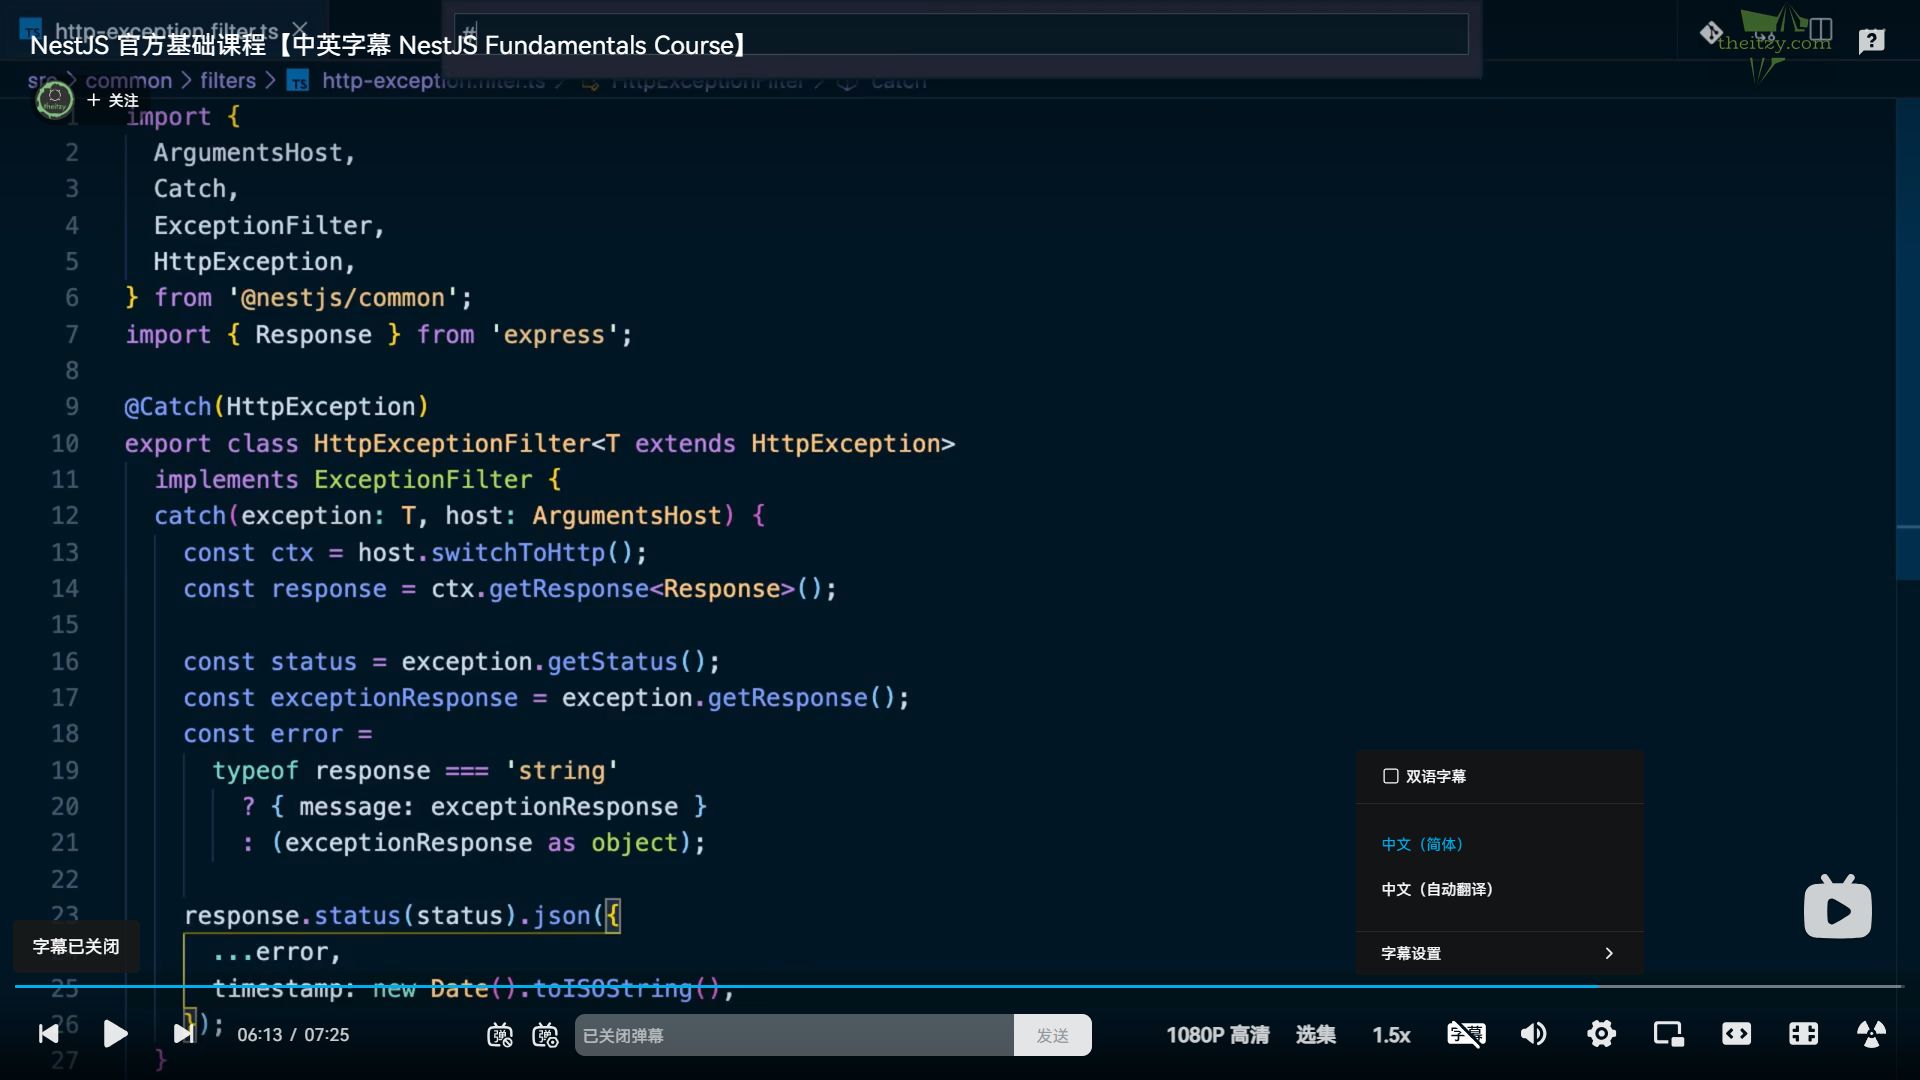 http-exception.filter.ts
#
NestJS 官方基础课程【中英字幕 NestJS Fundamentals Course】
theitzy.com
src > common > filters > TS http-exception.filter.ts > HttpExceptionFilter > catch
+ 关注
1 import {
2 ArgumentsHost,
3 Catch,
4 ExceptionFilter,
5 HttpException,
6 } from '@nestjs/common';
7 import { Response } from 'express';
8
9 @Catch(HttpException)
10 export class HttpExceptionFilter<T extends HttpException>
11 implements ExceptionFilter {
12 catch(exception: T, host: ArgumentsHost) {
13 const ctx = host.switchToHttp();
14 const response = ctx.getResponse<Response>();
15
16 const status = exception.getStatus();
17 const exceptionResponse = exception.getResponse();
18 const error =
19 typeof response === 'string'
20 ? { message: exceptionResponse }
21 : (exceptionResponse as object);
22
23 response.status(status).json({
...error,
25 timestamp: new Date().toISOString(),
26 });
27 }
双语字幕
中文（简体）
中文（自动翻译）
字幕设置
字幕已关闭
06:13 / 07:25
弹
弹
已关闭弹幕
发送
1080P 高清
选集
1.5x
字幕